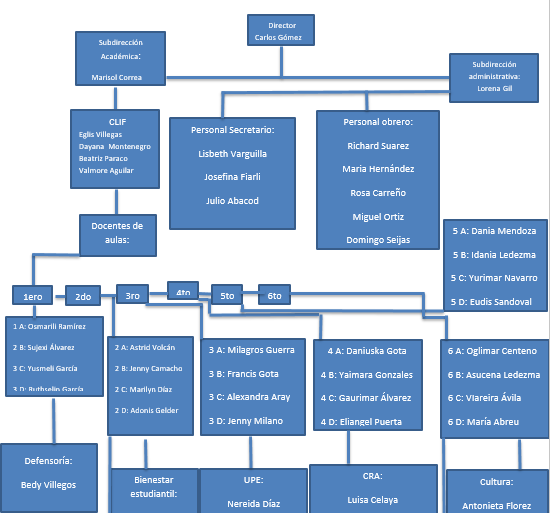 Director
Carlos Gómez
Subdirección
Académica:
Marisol Correa
Subdirección
administrativa:
Lorena Gil
CLIF
Eglis Villegas
Dayana Montenegro
Beatriz Paraco
Valmore Aguilar
Personal Secretario:
Lisbeth Varguilla
Josefina Fiarli
Julio Abacod
Personal obrero:
Richard Suarez
Maria Hernández
Rosa Carreño
Miguel Ortiz
Domingo Seijas
Docentes de
aulas:
5 A: Dania Mendoza
5 B: Idania Ledezma
5 C: Yurimar Navarro
5 D: Eudis Sandoval
1ero
2do
3ro
4to
5to
6to
1 A: Osmarili Ramírez
2 B: Sujexi Álvarez
3 C: Yusmeli García
3 D: Ruthselin García
2 A: Astrid Volcán
2 B: Jenny Camacho
2 C: Marilyn Díaz
2 D: Adonis Gelder
3 A: Milagros Guerra
3 B: Francis Gota
3 C: Alexandra Aray
3 D: Jenny Milano
4 A: Daniuska Gota
4 B: Yaimara Gonzales
4 C: Gaurimar Álvarez
4 D: Eliangel Puerta
6 A: Oglimar Centeno
6 B: Asucena Ledezma
6 C: VIareira Ávila
6 D: María Abreu
Defensoría:
Bedy Villegos
Bienestar
estudiantil:
UPE:
Nereida Díaz
CRA:
Luisa Celaya
Cultura:
Antonieta Florez